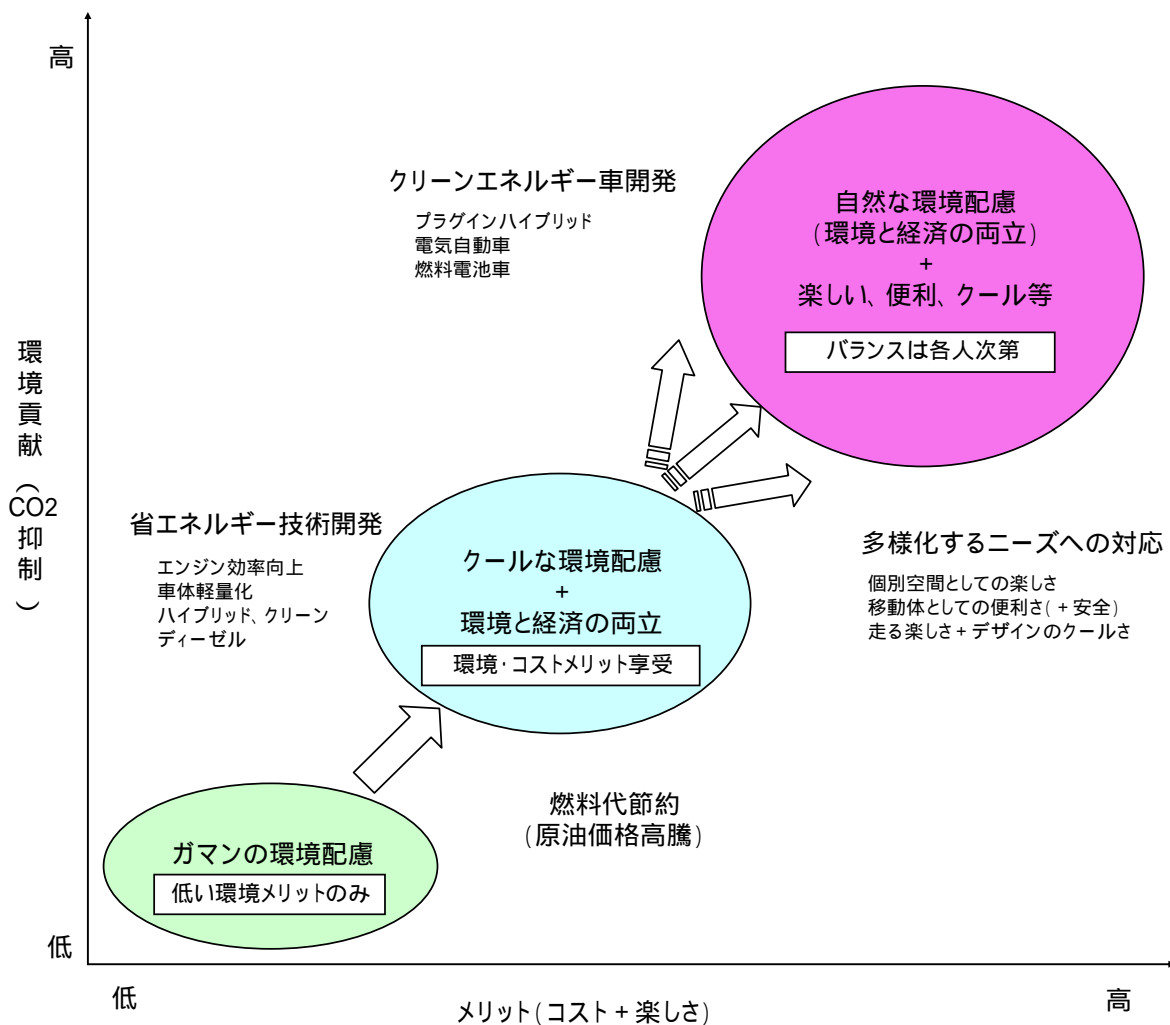 高
クリーンエネルギー車開発
プラグインハイブリッド
電気自動車
燃料電池車
自然な環境配慮
(環境と経済の両立)
+
楽しい、便利、クール等
バランスは各人次第
環境貢献(CO2抑制)
省エネルギー技術開発
エンジン効率向上
車体軽量化
ハイブリッド、クリーン
ディーゼル
クールな環境配慮
+
環境と経済の両立
環境・コストメリット享受
多様化するニーズへの対応
個別空間としての楽しさ
移動体としての便利さ(+安全)
走る楽しさ+デザインのクールさ
燃料代節約
(原油価格高騰)
ガマンの環境配慮
低い環境メリットのみ
低
低
メリット(コスト+楽しさ)
高